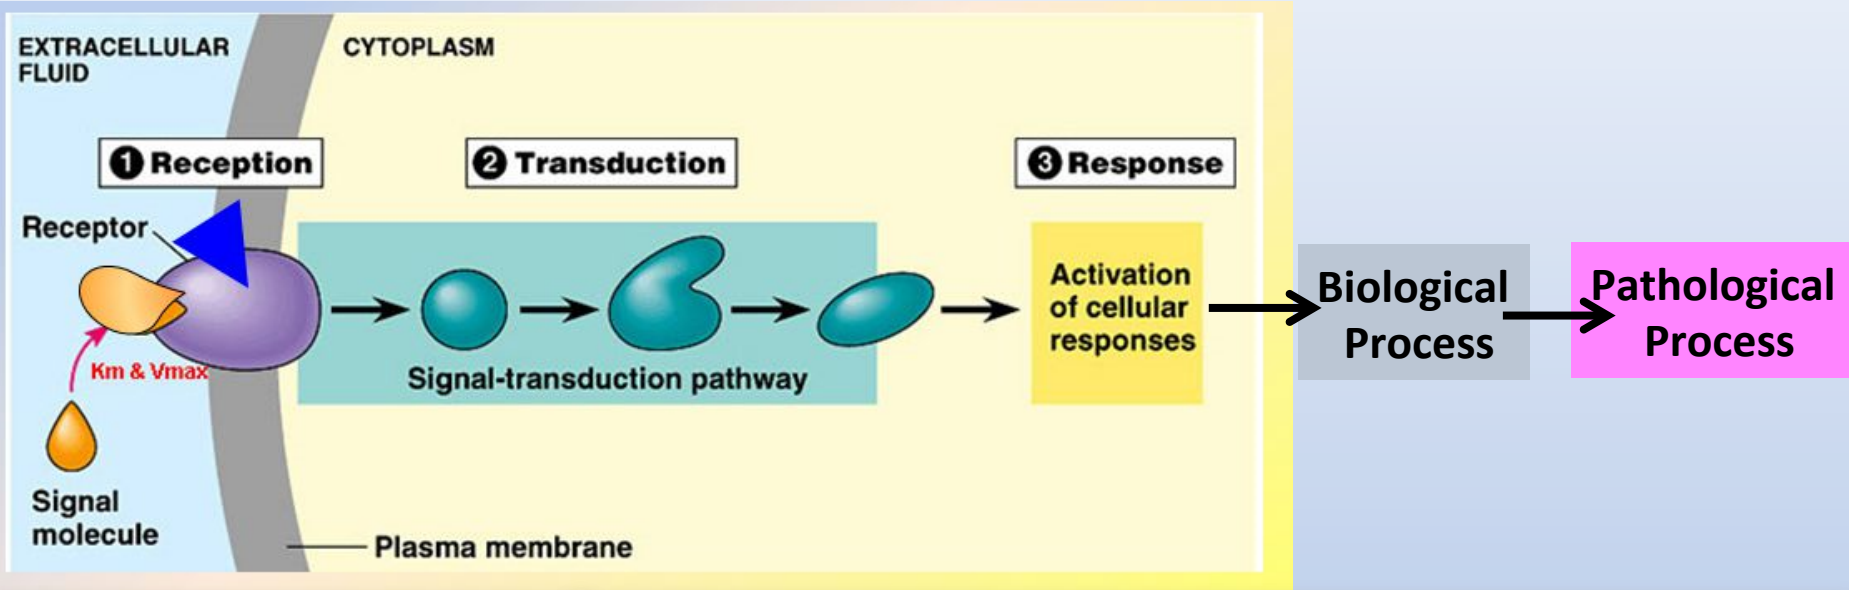 EXTRACELLULAR
FLUID
CYTOPLASM
1 Reception
2 Transduction
3 Response
Receptor
Km & Vmax
Signal
molecule
Signal-transduction pathway
Activation
of cellular
responses
Biological
Process
Pathological
Process
Plasma membrane